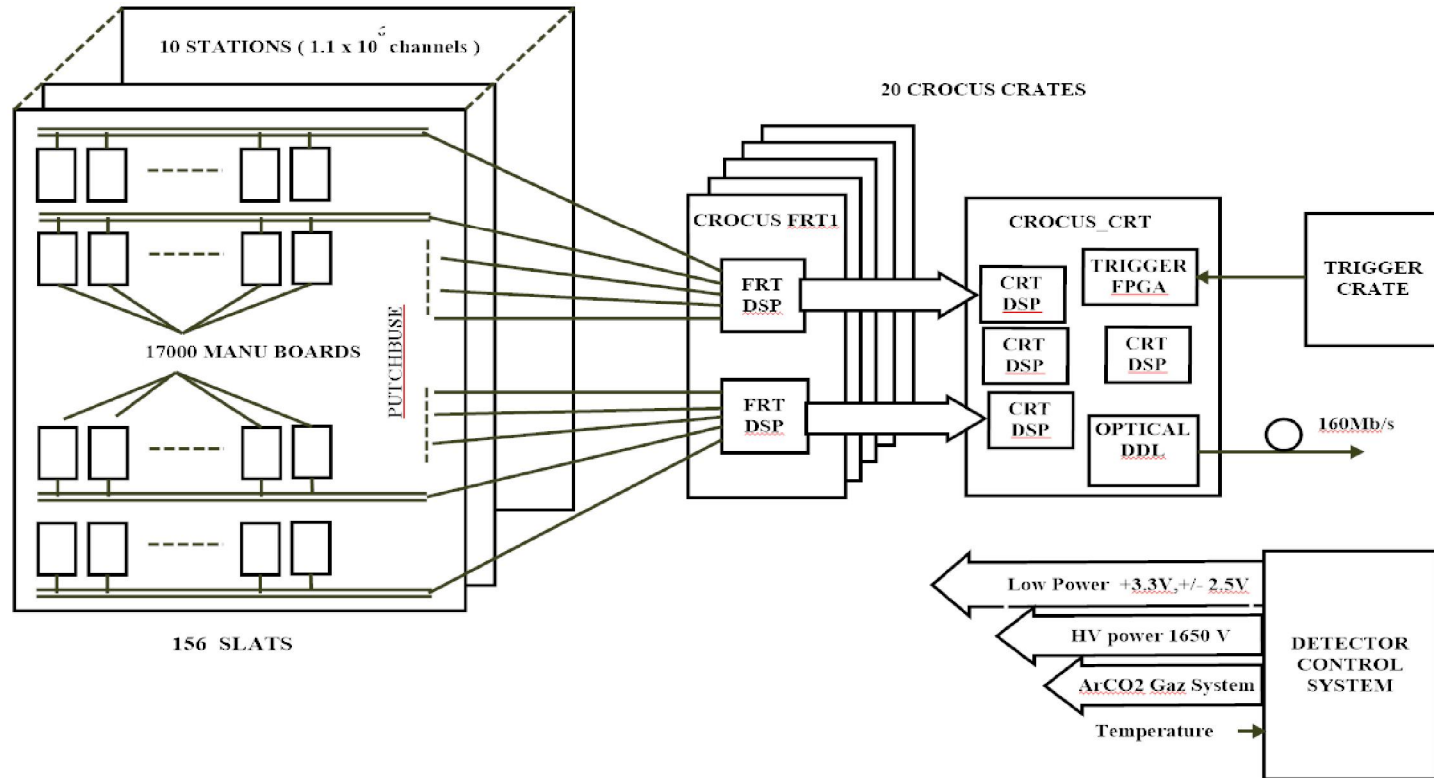 10 STATIONS ( 1.1 x 10 channels )
20 CROCUS CRATES
CROCUS FRT1
CROCUS_CRT
FRT
DSP
CRT
DSP
TRIGGER
FPGA
TRIGGER
CRATE
17000 MANU BOARDS
PUTCHBUSE
CRT
DSP
CRT
DSP
FRT
DSP
CRT
DSP
OPTICAL
DDL
160Mb/s
156 SLATS
Low Power +3.3V,+/- 2.5V
HV power 1650 V
ArCO2 Gaz System
Temperature
DETECTOR
CONTROL
SYSTEM